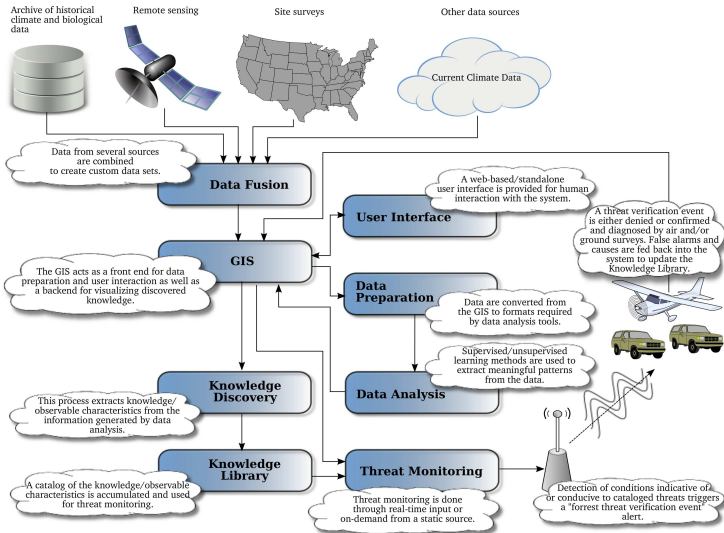 Archive of historical
climate and biological
data
Remote sensing
Site surveys
Other data sources
Current Climate Data
Data from several sources
are combined
to create custom data sets.
Data Fusion
A web-based/standalone
user interface is provided for human
interaction with the system.
User Interface
A threat verification event
is either denied or confirmed
and diagnosed by air and/or
ground surveys. False alarms and
causes are fed back into the
system to update the
Knowledge Library.
GIS
The GIS acts as a front end for data
preparation and user interaction as well as
a backend for visualizing discovered
knowledge.
Data
Preparation
Data are converted from
the GIS to formats required
by data analysis tools.
Supervised/unsupervised
learning methods are used to
extract meaningful patterns
from the data.
Data Analysis
Knowledge
Discovery
This process extracts knowledge/
observable characteristics from the
information generated by data
analysis.
Knowledge
Library
A catalog of the knowledge/observable
characteristics is accumulated and used
for threat monitoring.
Threat Monitoring
Threat monitoring is done
through real-time input or
on-demand from a static source.
Detection of conditions indicative of
or conducive to cataloged threats triggers
a "forrest threat verification event"
alert.